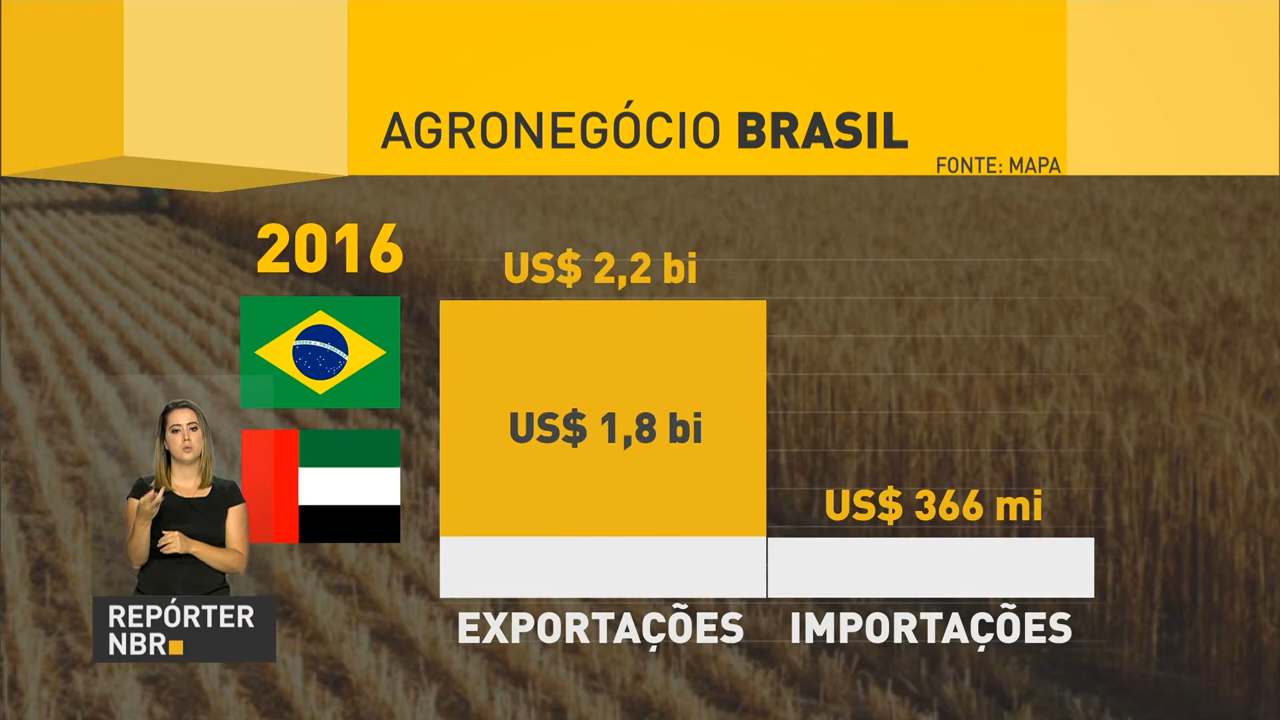 AGRONEGÓCIO BRASIL
FONTE: MAPA
2016
US$ 2,2 bi
US$ 1,8 bi
US$ 366 mi
EXPORTAÇÕES
IMPORTAÇÕES
REPÓRTER
NBR